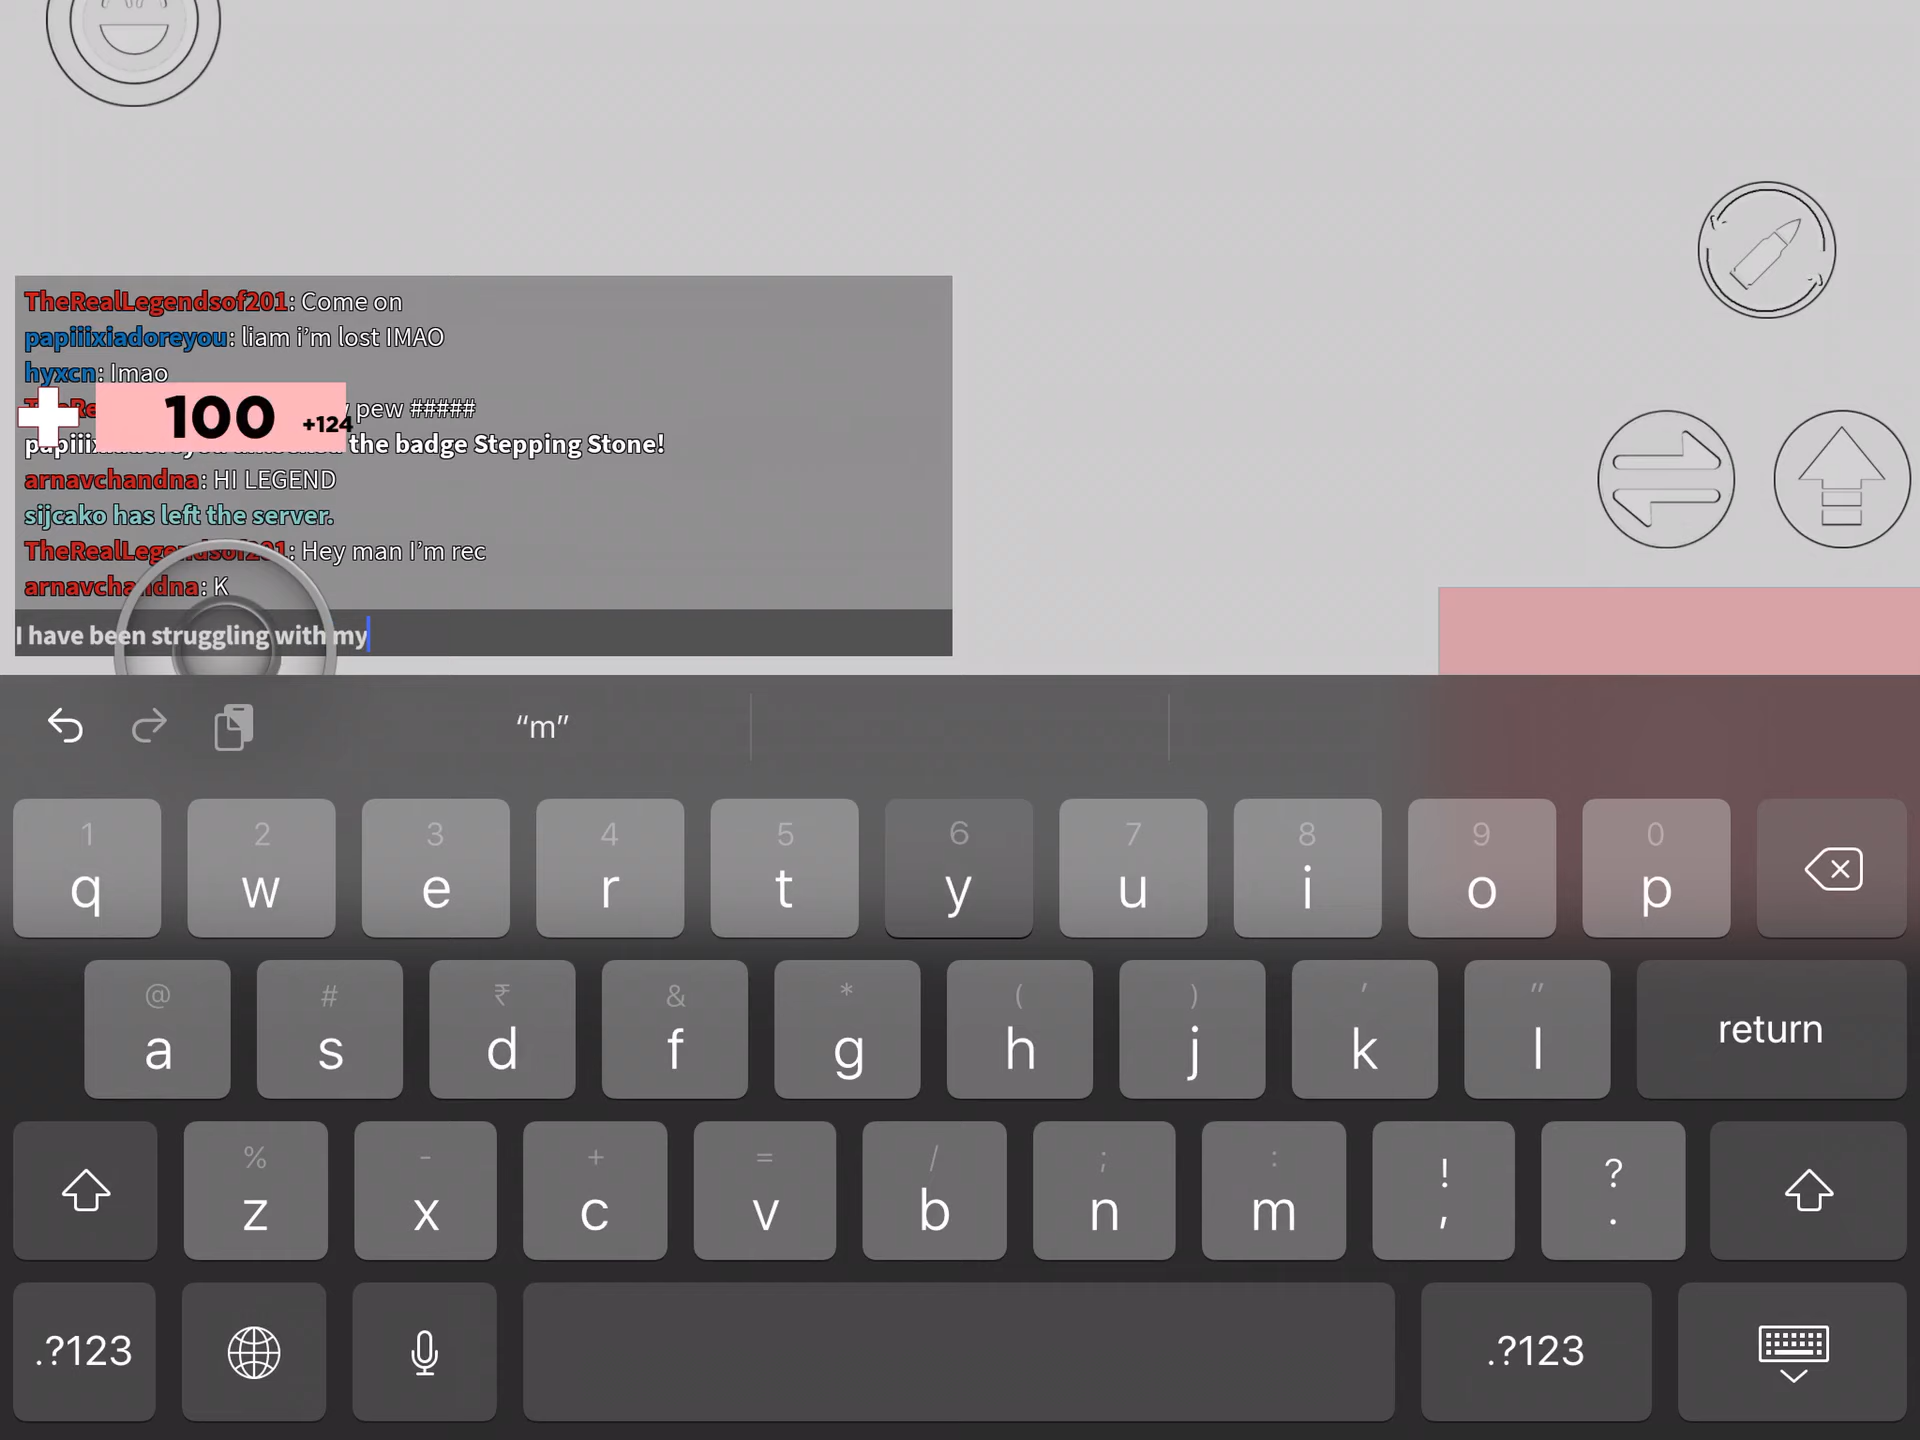 TheRealLegendsof201: Come on
papiiixiadoreyou: liam i'm lost lMAO
hyxcn: lmao
pew #####
100 +124
the badge Stepping Stone!
arnavchandna: HI LEGEND
sijcako has left the server.
TheRealLegendsof201: Hey man I'm rec
arnavchandna: K
I have been struggling with my
“m”
1 2 3 4 5 6 7 8 9 0
q w e r t y u i o p
@ # ₹ & * ( ) ' "
a s d f g h j k l return
% - + = / ; : ! ?
z x c v b n m , .
.?123 .?123